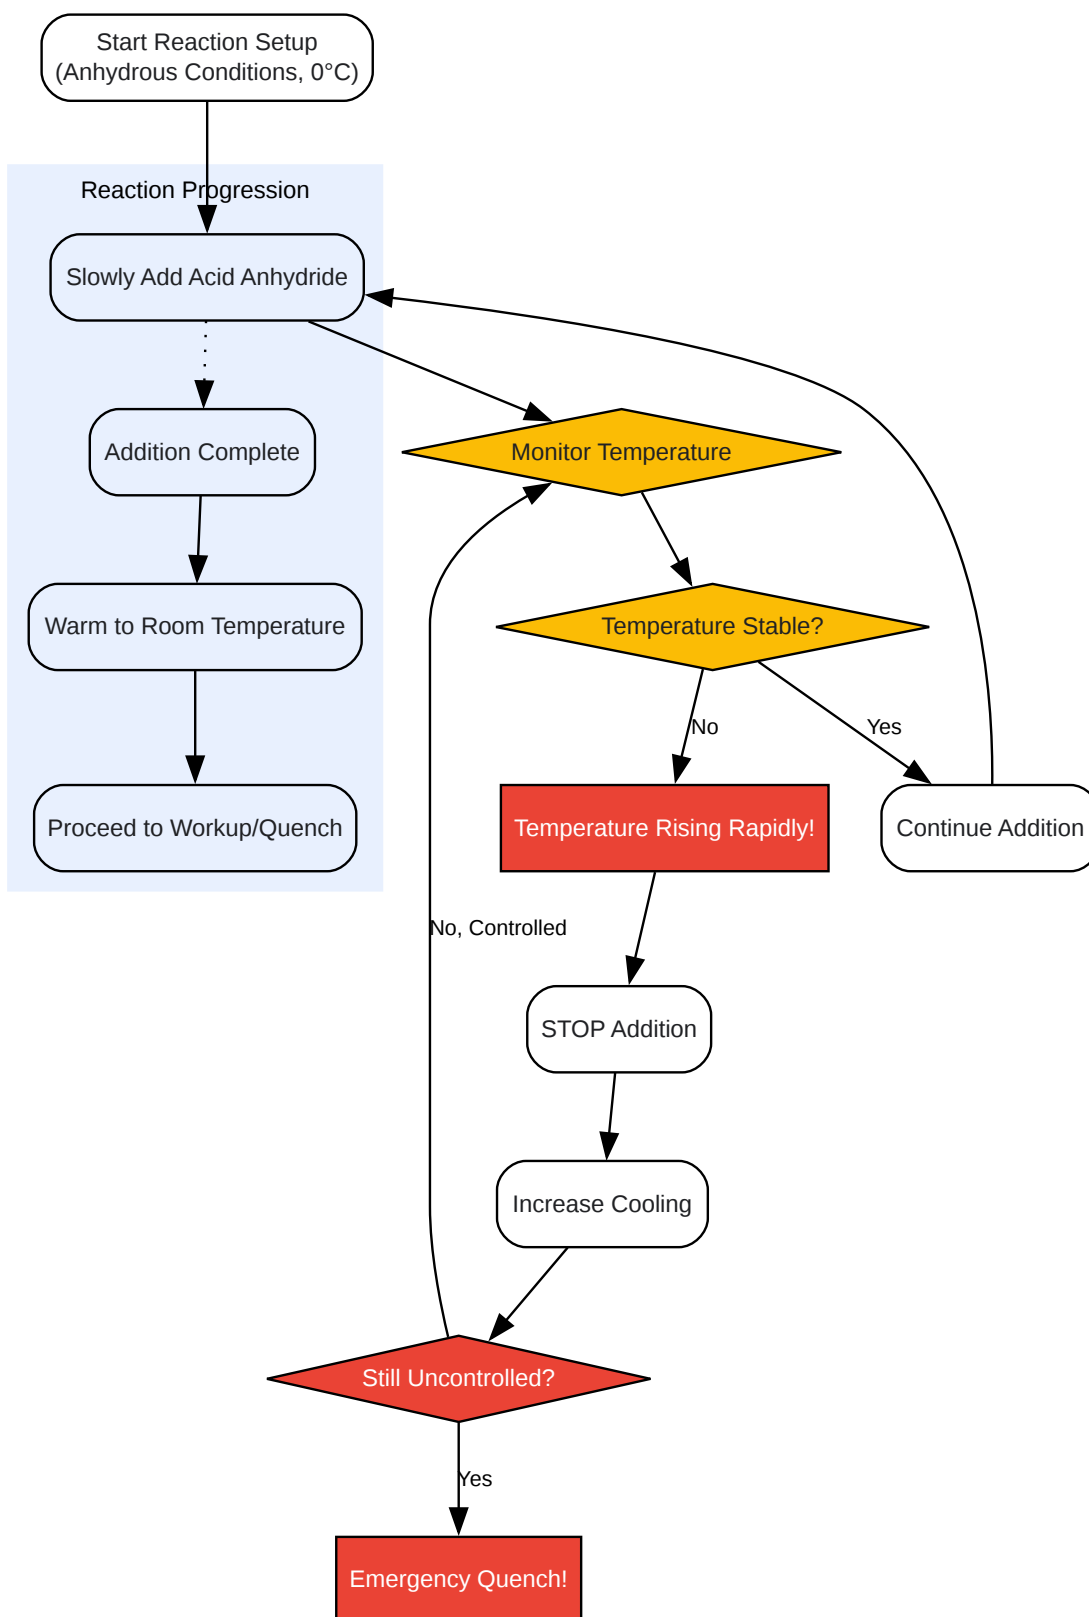 Start Reaction Setup
(Anhydrous Conditions, 0°C)
Reaction Progression
Slowly Add Acid Anhydride
Addition Complete
Monitor Temperature
Warm to Room Temperature
Temperature Stable?
No
Yes
Proceed to Workup/Quench
Temperature Rising Rapidly!
Continue Addition
No, Controlled
STOP Addition
Increase Cooling
Still Uncontrolled?
Yes
Emergency Quench!